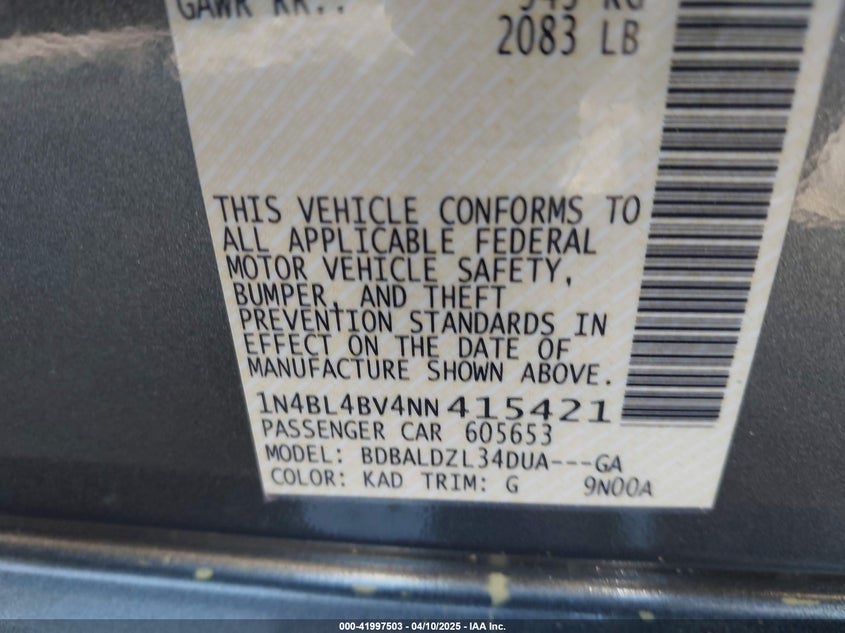 GAWR RR.:
2083 LB
THIS VEHICLE CONFORMS TO
ALL APPLICABLE FEDERAL
MOTOR VEHICLE SAFETY,
BUMPER, AND THEFT
PREVENTION STANDARDS IN
EFFECT ON THE DATE OF
MANUFACTURE SHOWN ABOVE.
1N4BL4BV4NN415421
PASSENGER CAR 605653
MODEL: BDBALDZL34DUA---GA
COLOR: KAD TRIM: G 9N00A
000-41997503 - 04/10/2025 - IAA Inc.